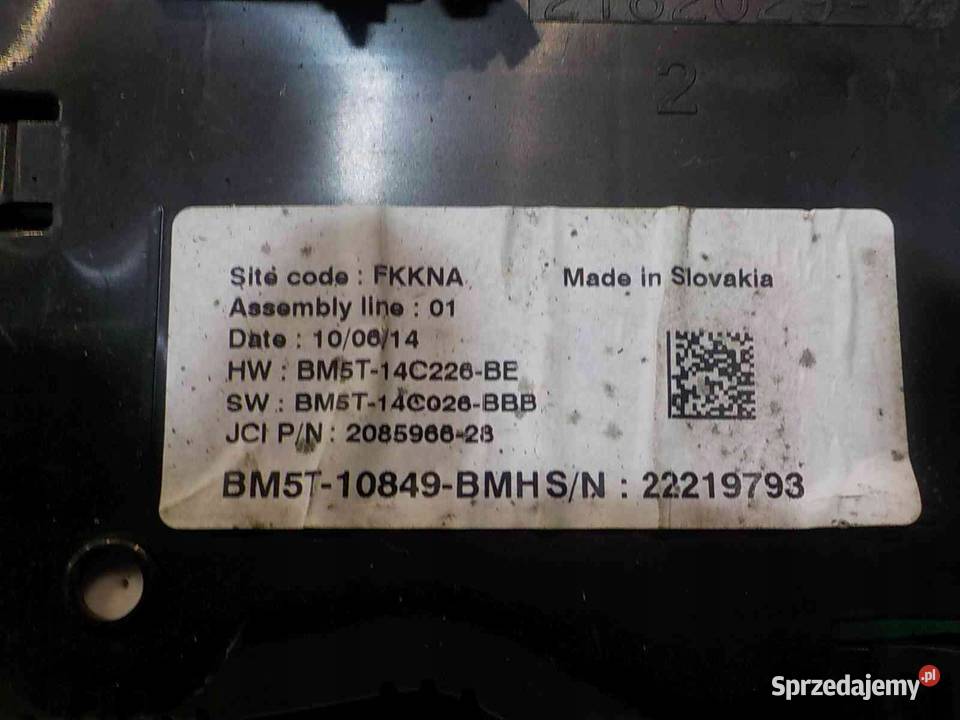 2
Site code : FKKNA Made in Slovakia
Assembly line : 01
Date : 10/06/14
HW : BM5T-14C226-BE
SW : BM5T-14C026-BBB
JCI P/N : 2085966-28
BM5T-10849-BMH S/N : 22219793
Sprzedajemy.pl